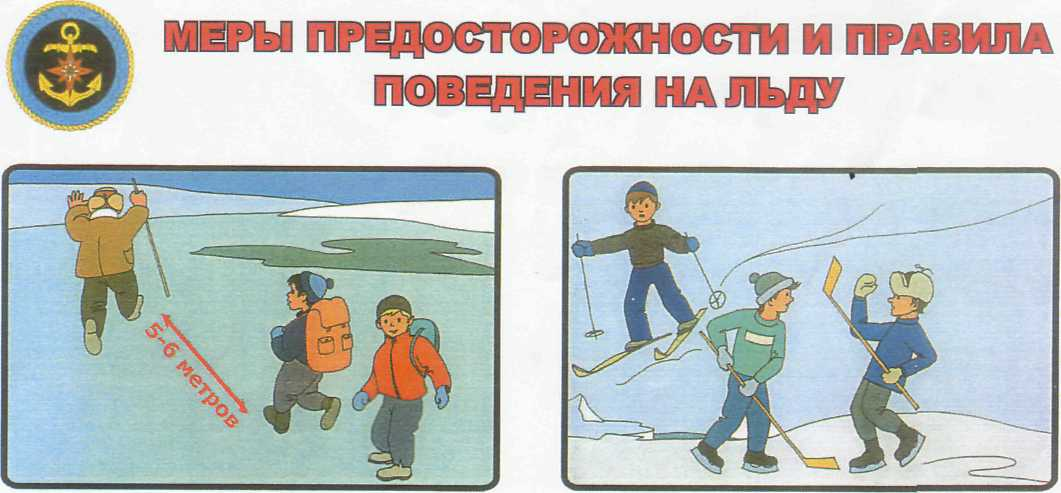 МЕРЫ ПРЕДОСТОРОЖНОСТИ И ПРАВИЛА
ПОВЕДЕНИЯ НА ЛЬДУ
5-6 метров